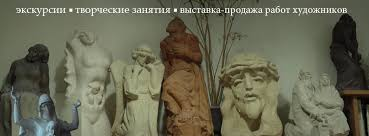 экскурсии ▪ творческие занятия ▪ выставка-продажа работ художников